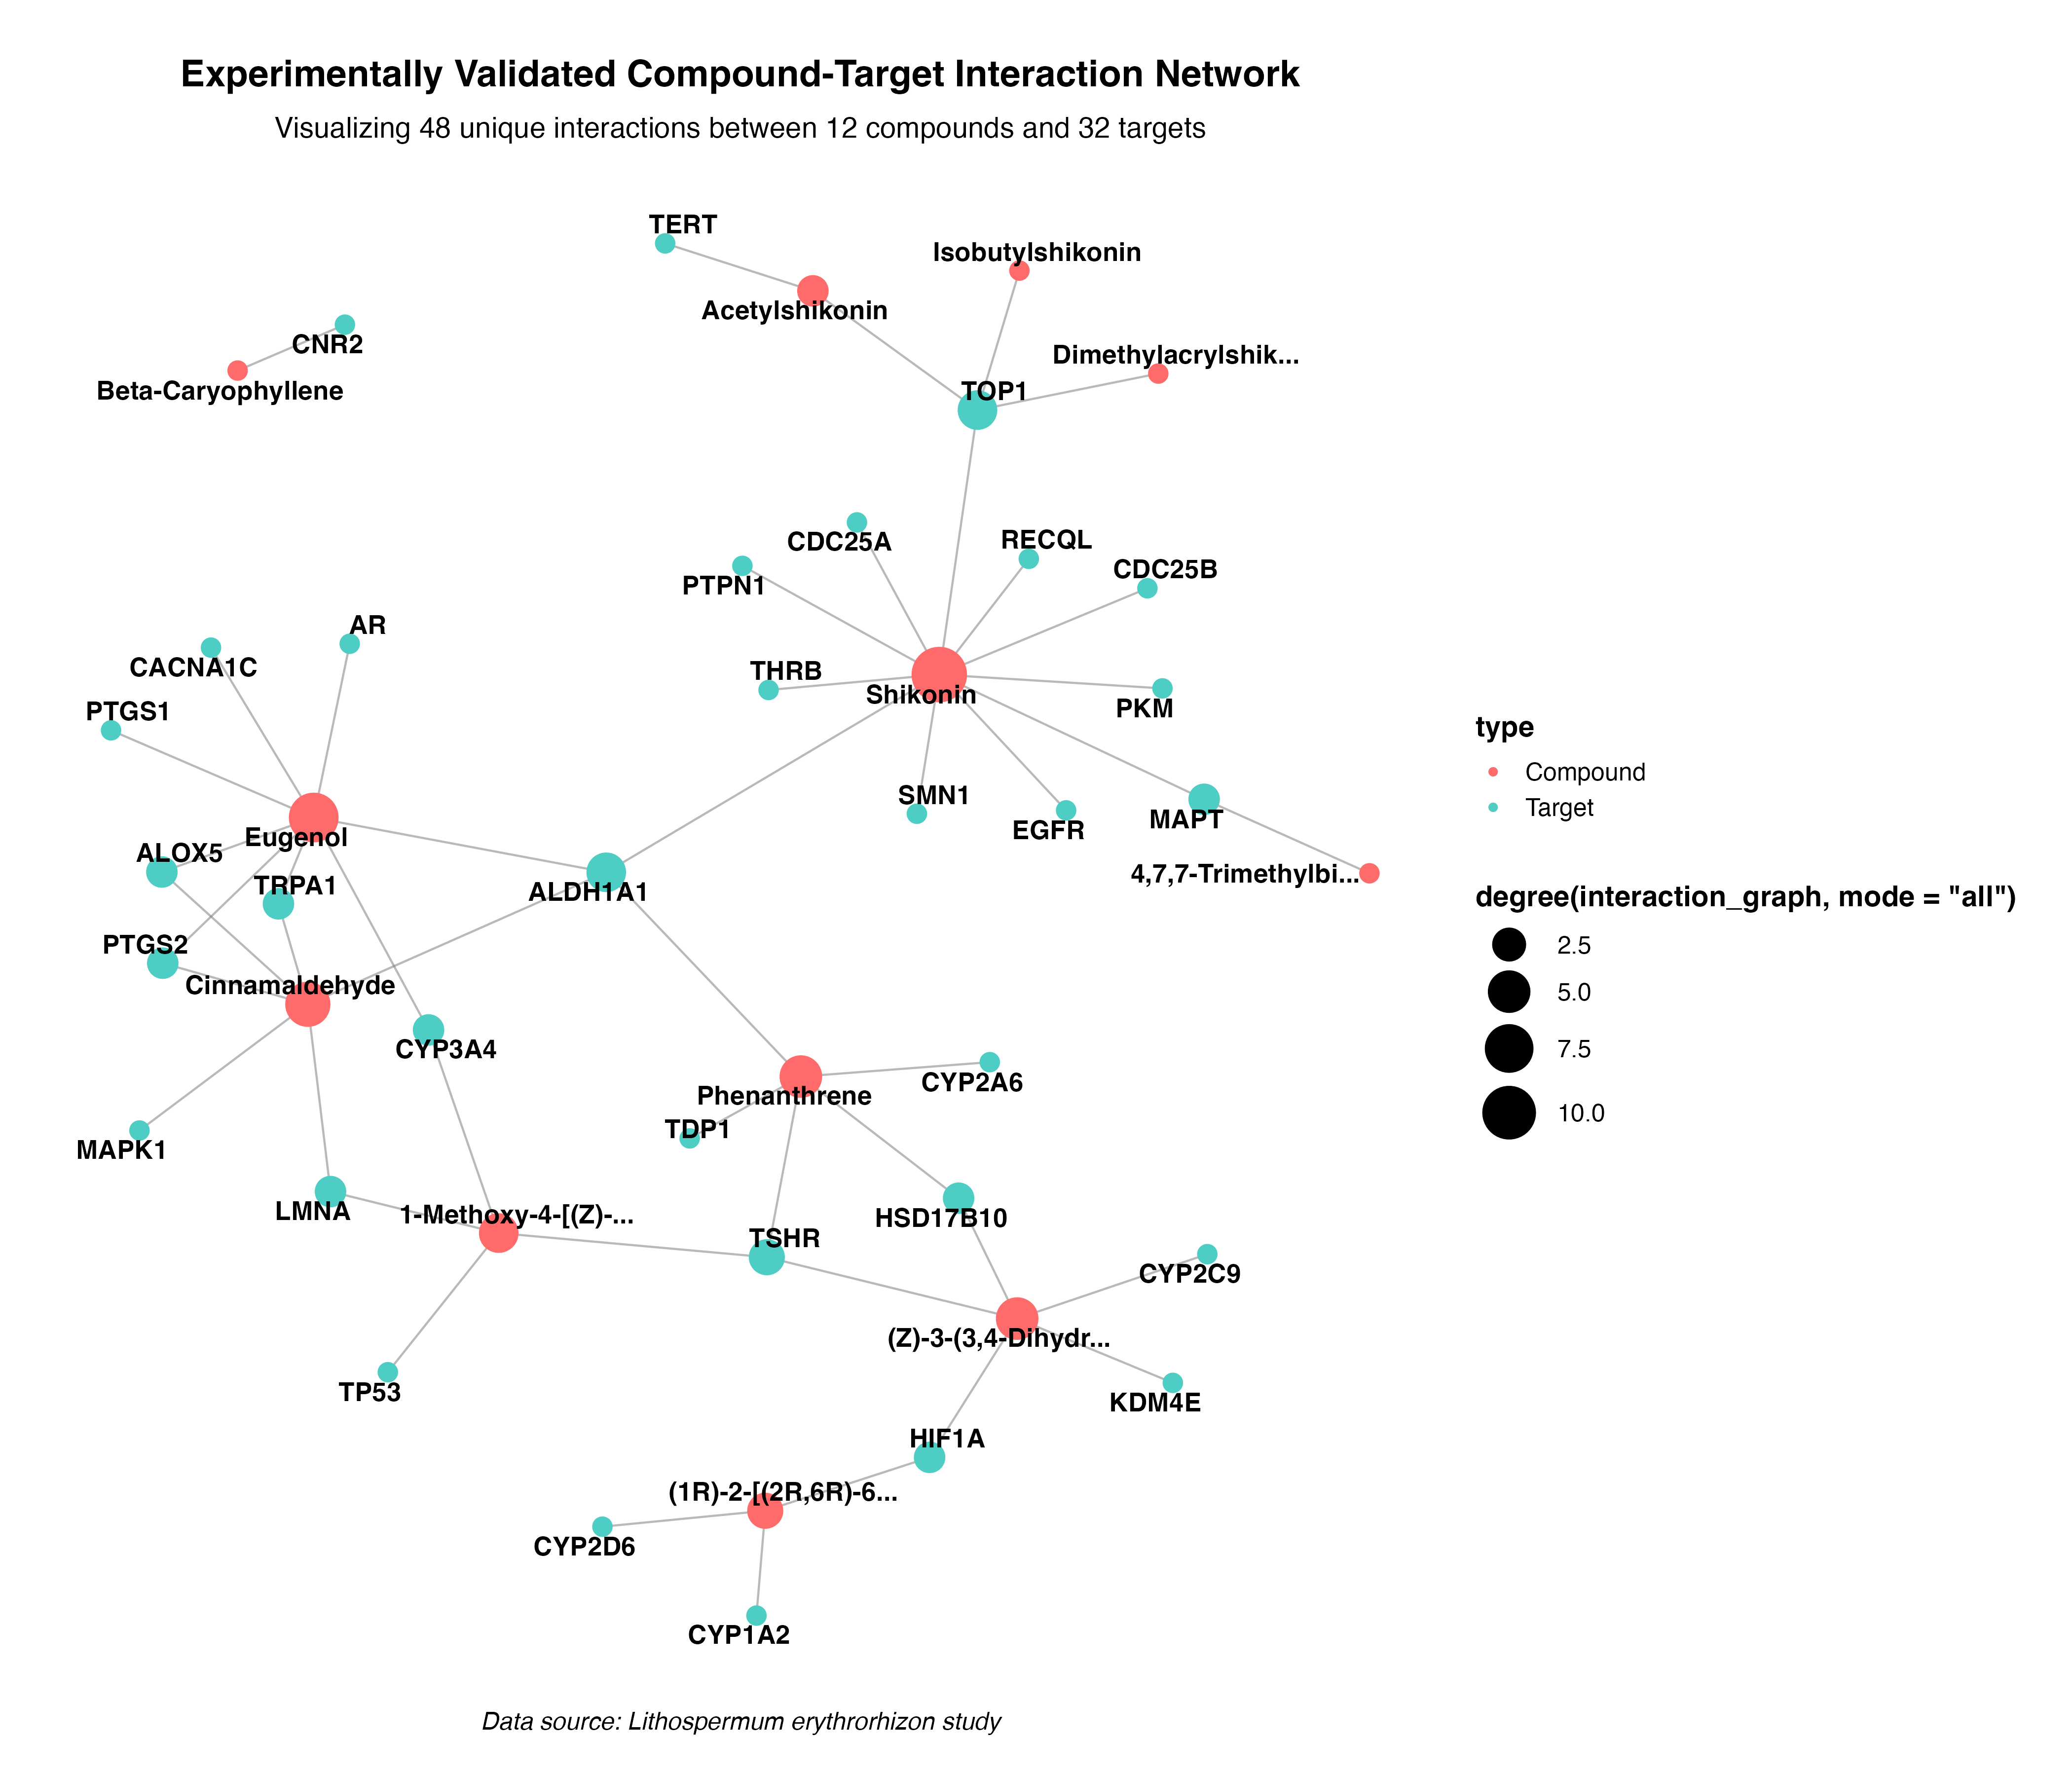 Experimentally Validated Compound-Target Interaction Network
Visualizing 48 unique interactions between 12 compounds and 32 targets
TERT
Isobutylshikonin
Acetylshikonin
CNR2
Dimethylacrylshik...
Beta-Caryophyllene
TOP1
CDC25A
RECQL
CDC25B
PTPN1
AR
CACNA1C
THRB
Shikonin
PKM
PTGS1
SMN1
EGFR
MAPT
Eugenol
ALOX5
4,7,7-Trimethylbi...
TRPA1
ALDH1A1
PTGS2
Cinnamaldehyde
CYP3A4
CYP2A6
Phenanthrene
TDP1
MAPK1
LMNA
1-Methoxy-4-[(Z)-...
HSD17B10
TSHR
CYP2C9
(Z)-3-(3,4-Dihydr...
TP53
KDM4E
HIF1A
(1R)-2-[(2R,6R)-6...
CYP2D6
CYP1A2
type
Compound
Target
degree(interaction_graph, mode = "all")
2.5
5.0
7.5
10.0
Data source: Lithospermum erythrorhizon study